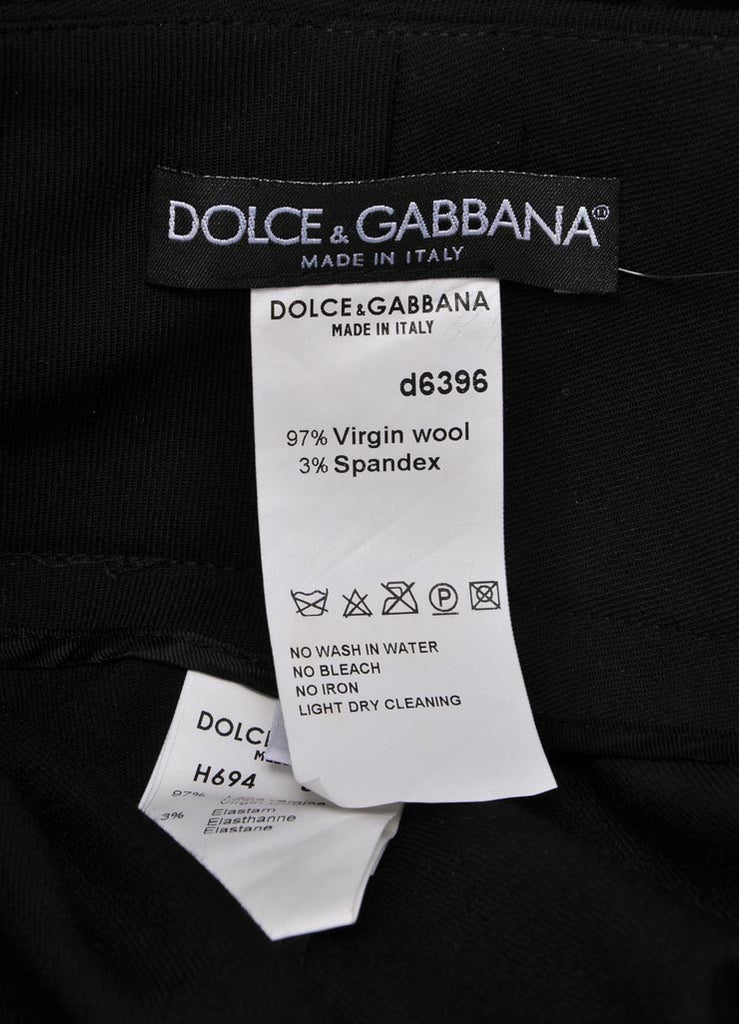 DOLCE & GABBANA
MADE IN ITALY
DOLCE & GABBANA
MADE IN ITALY
d6396
97% Virgin wool
3% Spandex
P
NO WASH IN WATER
NO BLEACH
NO IRON
LIGHT DRY CLEANING
DOLC
H694
97%
3% Elastam
Elasthanne
Elastane